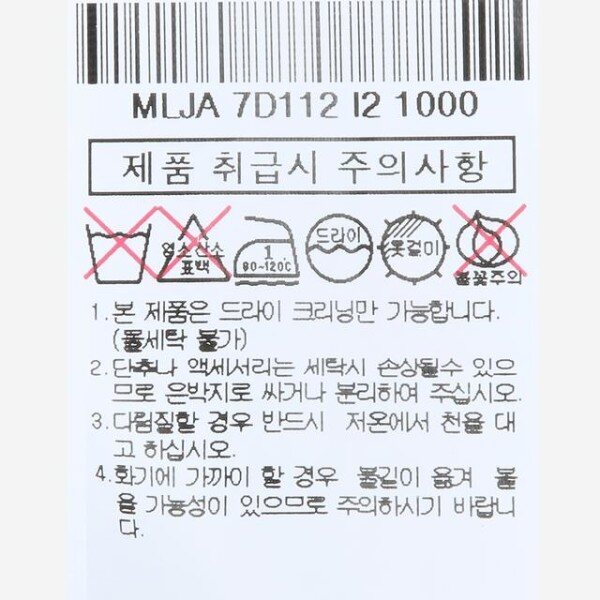 MLJA 7D112 I2 1000
제품 취급시 주의사항
염소산소
표백
1
80~120℃
드라이
옷걸이
불꽃주의
1.본 제품은 드라이 크리닝만 가능합니다.
(물세탁 불가)
2.단추나 액세서리는 세탁시 손상될수 있으
므로 은박지로 싸거나 분리하여 주십시오.
3.다림질할 경우 반드시 저온에서 천을 대
고 하십시오.
4.화기에 가까이 할 경우 불길이 옮겨 붙
을 가능성이 있으므로 주의하시기 바랍니
다.